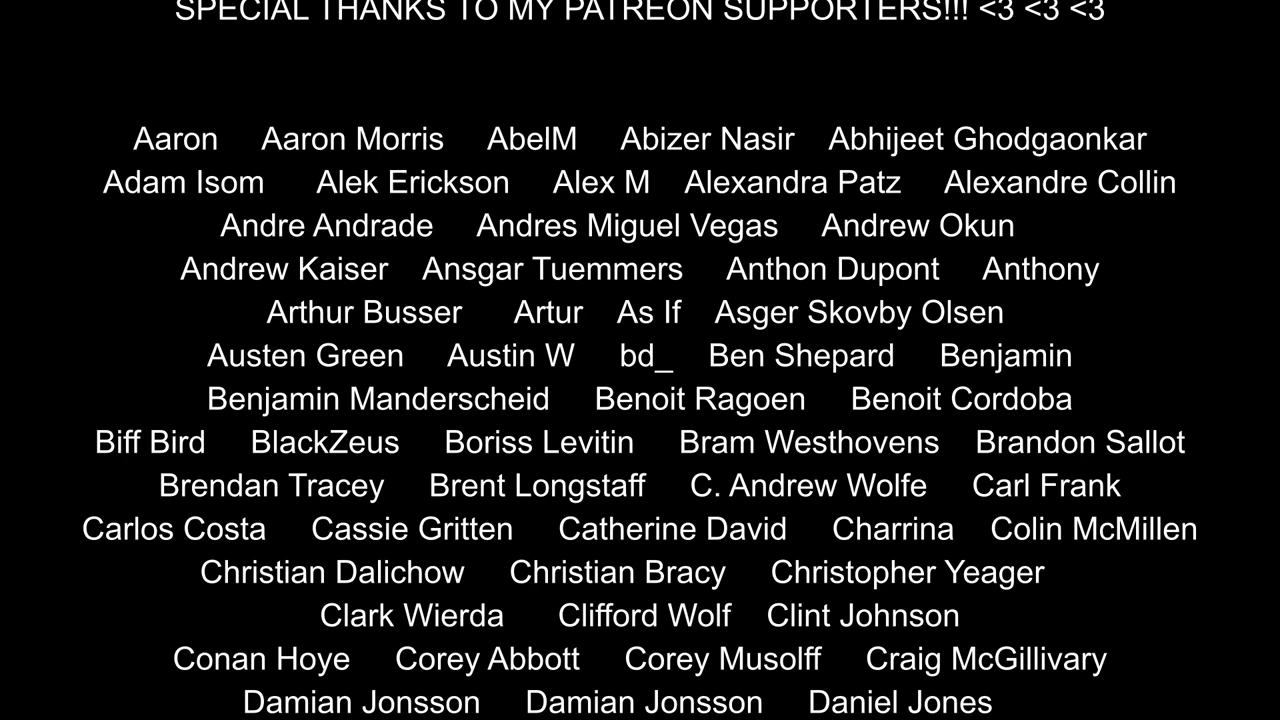 SPECIAL THANKS TO MY PATREON SUPPORTERS!!! <3 <3 <3
Aaron Aaron Morris AbelM Abizer Nasir Abhijeet Ghodgaonkar
Adam Isom Alek Erickson Alex M Alexandra Patz Alexandre Collin
Andre Andrade Andres Miguel Vegas Andrew Okun
Andrew Kaiser Ansgar Tuemmers Anthon Dupont Anthony
Arthur Busser Artur As If Asger Skovby Olsen
Austen Green Austin W bd_ Ben Shepard Benjamin
Benjamin Manderscheid Benoit Ragoen Benoit Cordoba
Biff Bird BlackZeus Boriss Levitin Bram Westhovens Brandon Sallot
Brendan Tracey Brent Longstaff C. Andrew Wolfe Carl Frank
Carlos Costa Cassie Gritten Catherine David Charrina Colin McMillen
Christian Dalichow Christian Bracy Christopher Yeager
Clark Wierda Clifford Wolf Clint Johnson
Conan Hoye Corey Abbott Corey Musolff Craig McGillivary
Damian Jonsson Damian Jonsson Daniel Jones